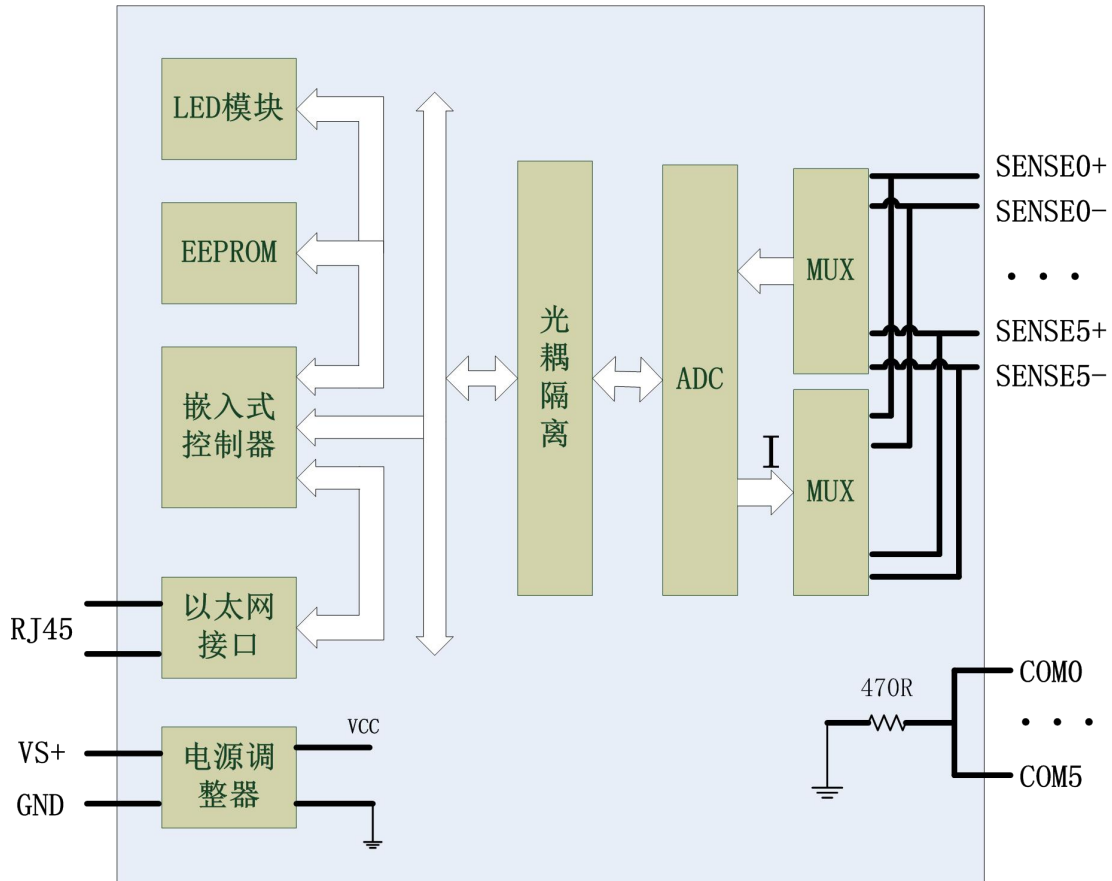 LED模块
EEPROM
嵌入式
控制器
以太网
接口
RJ45
电源调
整器
VS+
GND
VCC
光
耦
隔
离
ADC
I
MUX
MUX
SENSE0+
SENSE0-
• • •
SENSE5+
SENSE5-
470R
COM0
• • •
COM5